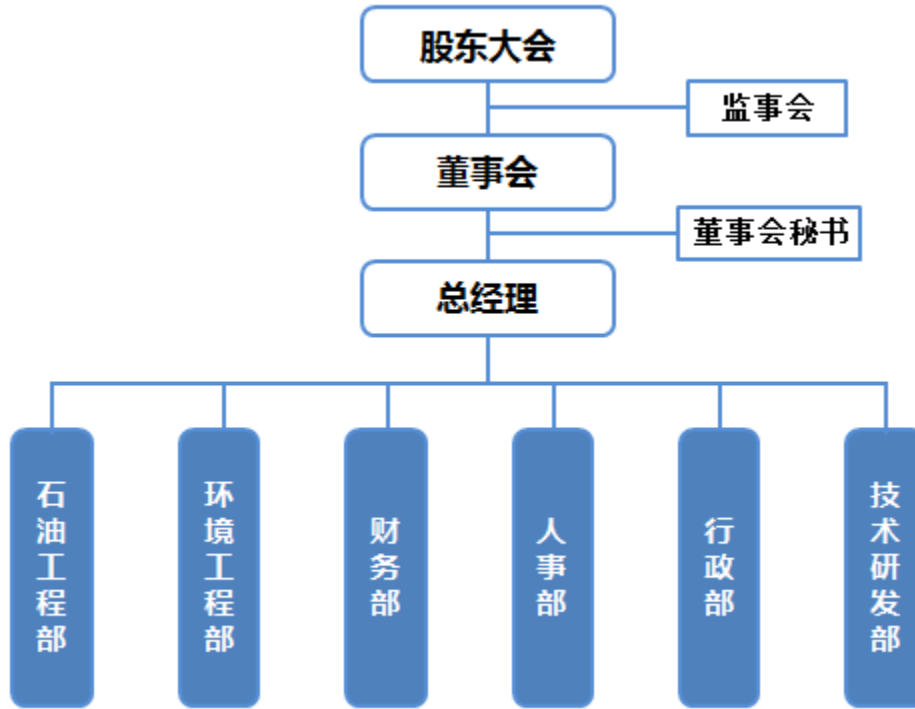 股东大会
监事会
董事会
董事会秘书
总经理
石油工程部
环境工程部
财务部
人事部
行政部
技术研发部